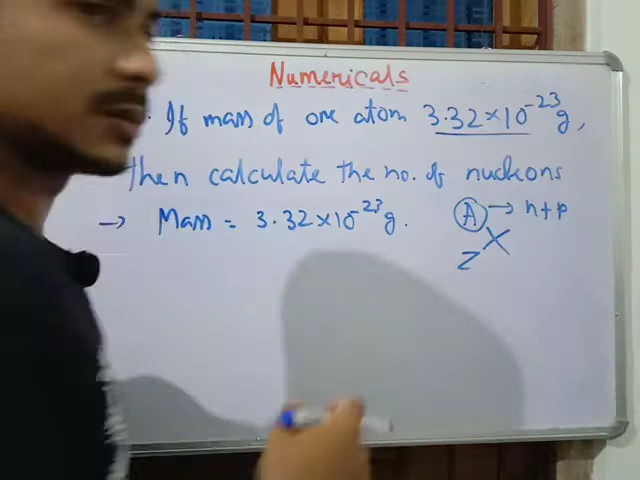 Numericals
. If mass of one atom 3.32×10⁻²³g,
then calculate the no. of nucleons
→ Mass = 3.32×10⁻²³g.
A → n+p
X
Z